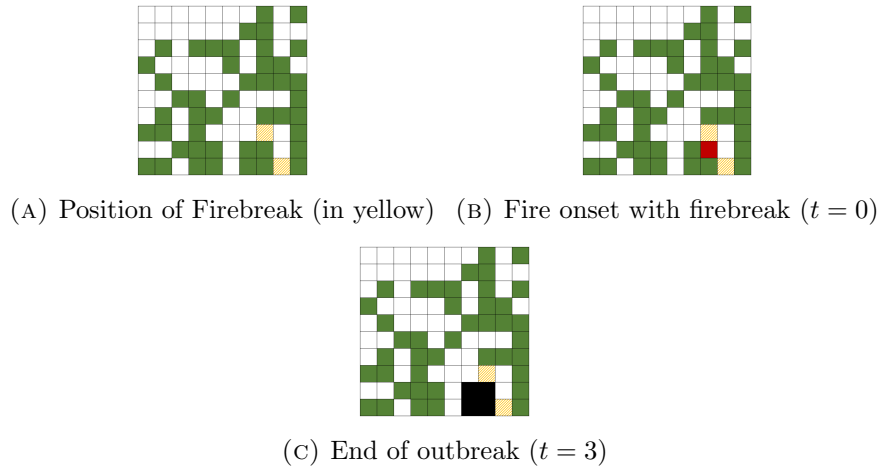 (A) Position of Firebreak (in yellow) (B) Fire onset with firebreak (t = 0)
(C) End of outbreak (t = 3)